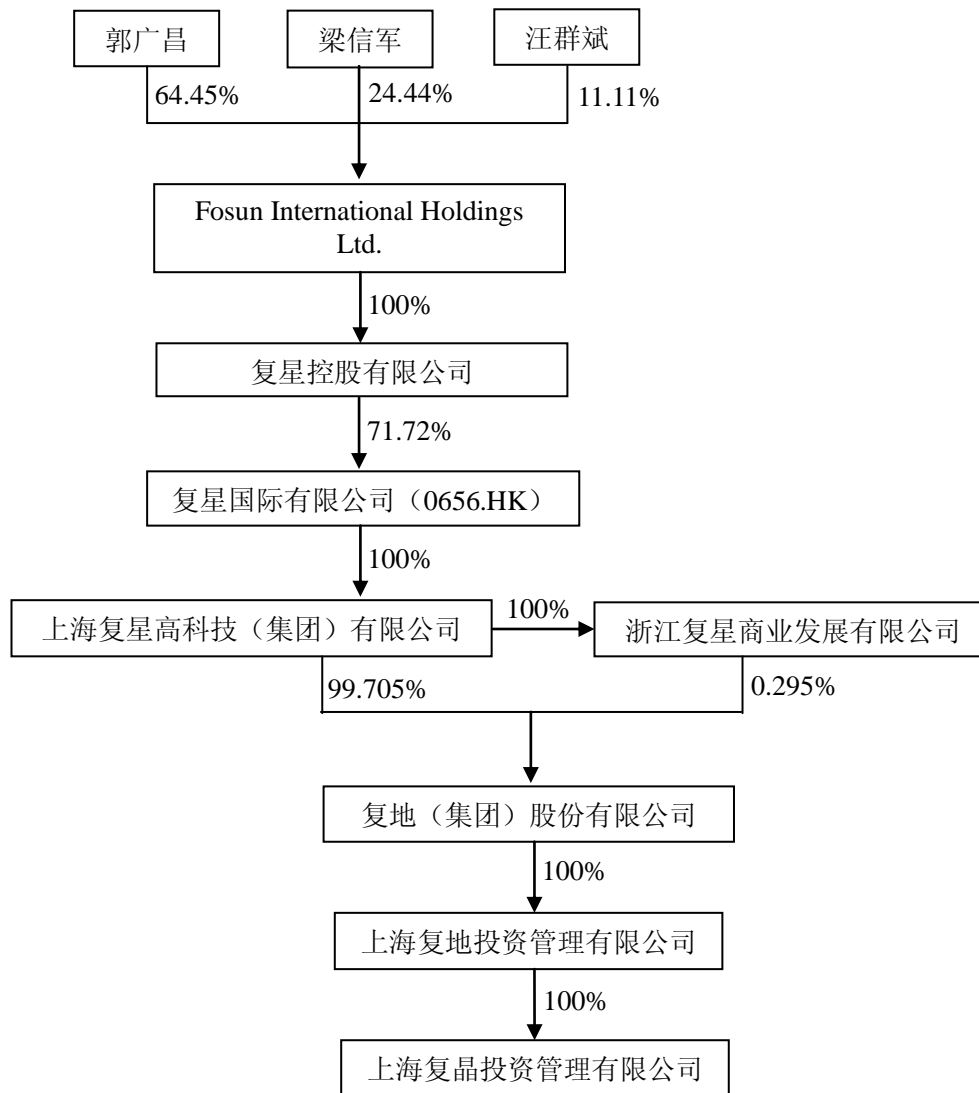 郭广昌
梁信军
汪群斌
64.45%
24.44%
11.11%
Fosun International Holdings
Ltd.
100%
复星控股有限公司
71.72%
复星国际有限公司（0656.HK）
100%
上海复星高科技（集团）有限公司
100%
浙江复星商业发展有限公司
99.705%
0.295%
复地（集团）股份有限公司
100%
上海复地投资管理有限公司
100%
上海复晶投资管理有限公司